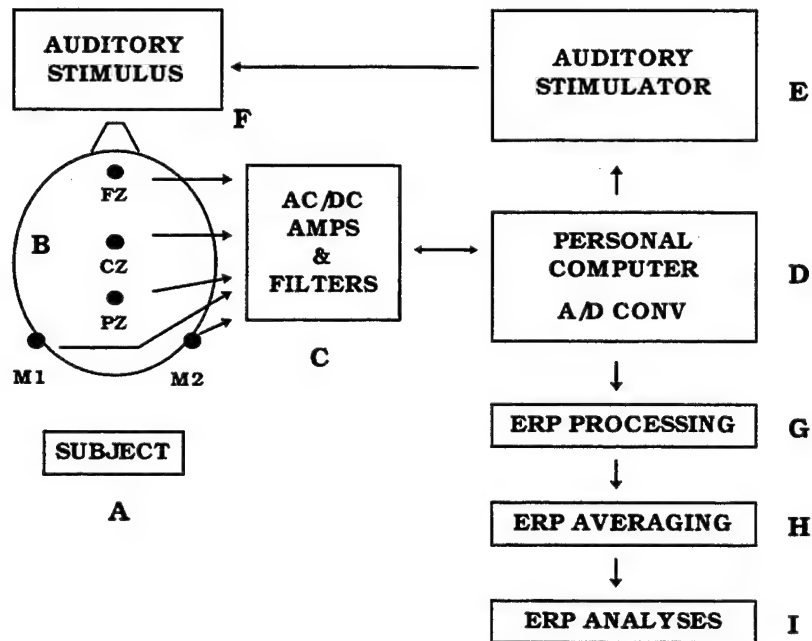 AUDITORY
STIMULUS
F
AUDITORY
STIMULATOR
E
FZ
B
CZ
PZ
M1
M2
AC/DC
AMPS
&
FILTERS
C
PERSONAL
COMPUTER
A/D CONV
D
SUBJECT
A
ERP PROCESSING
G
ERP AVERAGING
H
ERP ANALYSES
I